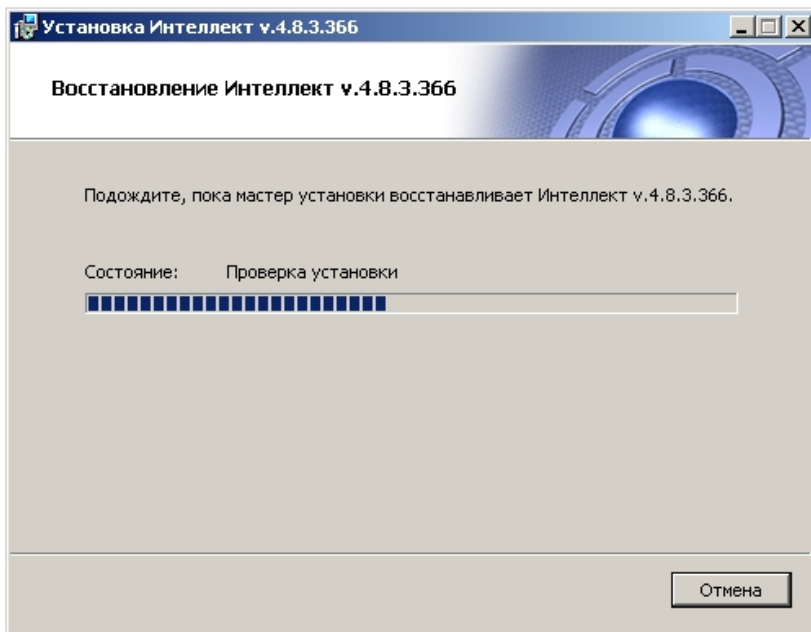 Установка Интеллект v.4.8.3.366
Восстановление Интеллект v.4.8.3.366
Подождите, пока мастер установки восстанавливает Интеллект v.4.8.3.366.
Состояние: Проверка установки
Отмена